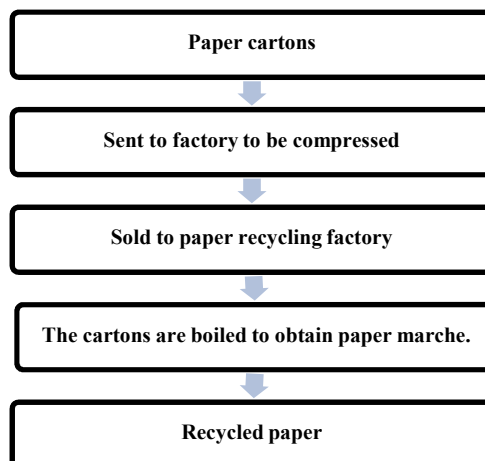 Paper cartons
Sent to factory to be compressed
Sold to paper recycling factory
The cartons are boiled to obtain paper marche.
Recycled paper